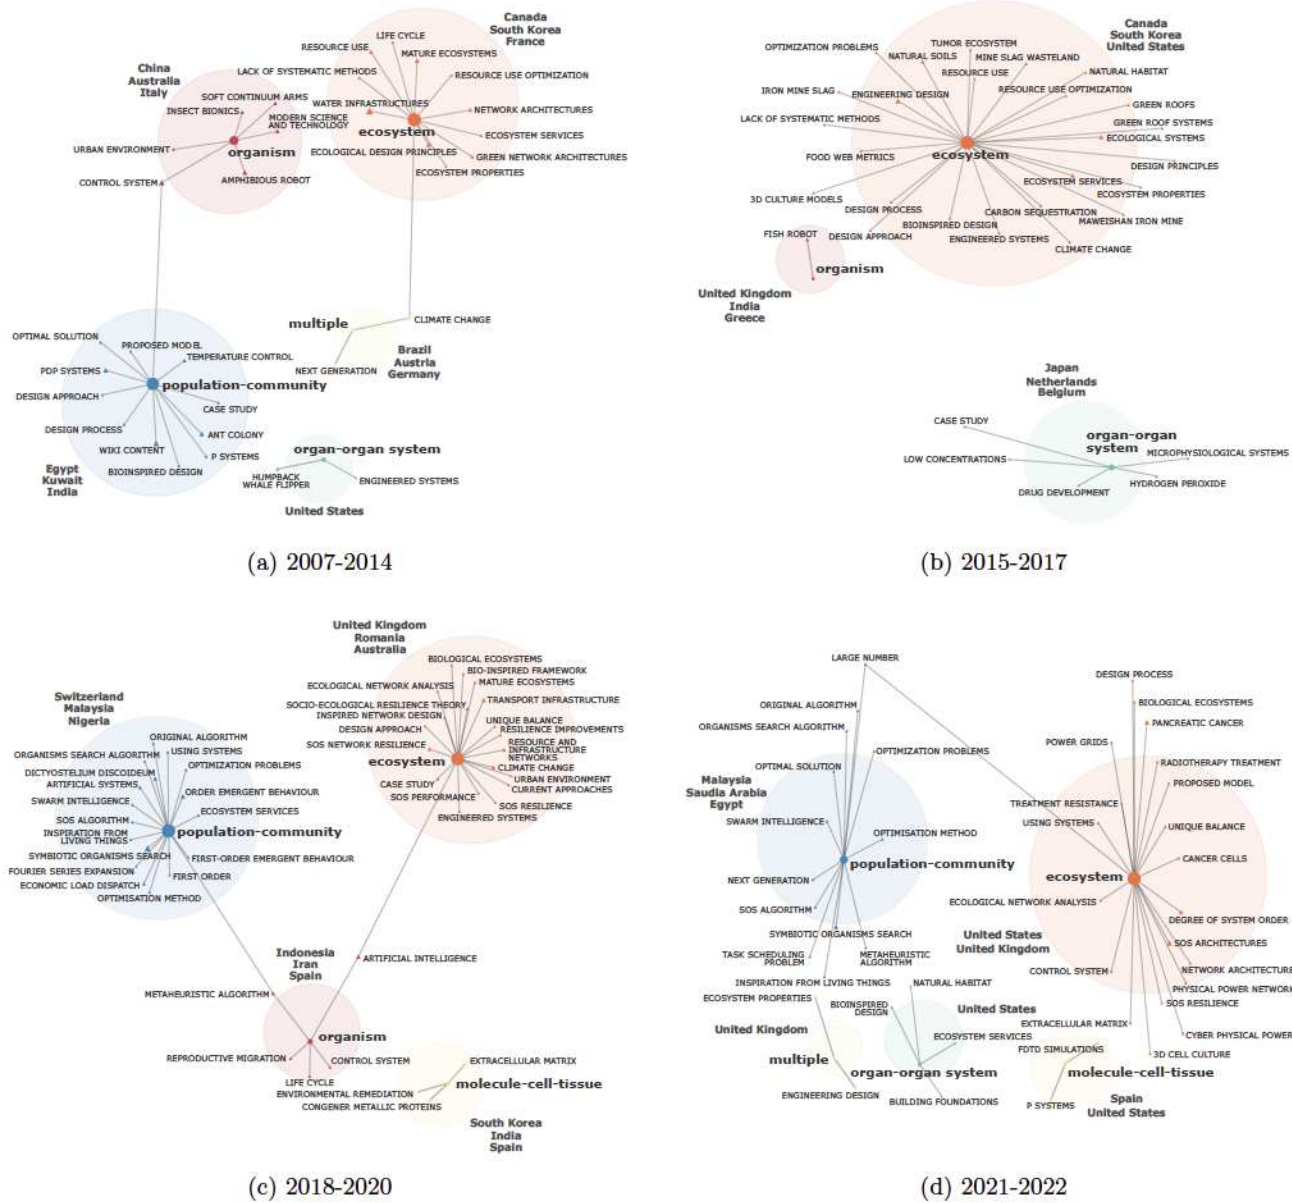 Canada
South Korea
France
LIFE CYCLE
RESOURCE USE
MATURE ECOSYSTEMS
China
Australia
Italy
LACK OF SYSTEMATIC METHODS
RESOURCE USE OPTIMIZATION
SOFT CONTINUUM ARMS
INSECT BIONICS
WATER INFRASTRUCTURES
NETWORK ARCHITECTURES
MODERN SCIENCE
AND TECHNOLOGY
ecosystem
ECOSYSTEM SERVICES
URBAN ENVIRONMENT
organism
ECOLOGICAL DESIGN PRINCIPLES
GREEN NETWORK ARCHITECTURES
ECOSYSTEM PROPERTIES
CONTROL SYSTEM
AMPHIBIOUS ROBOT
multiple
CLIMATE CHANGE
OPTIMAL SOLUTION
PROPOSED MODEL
TEMPERATURE CONTROL
Brazil
Austria
Germany
PDP SYSTEMS
NEXT GENERATION
population-community
DESIGN APPROACH
CASE STUDY
DESIGN PROCESS
ANT COLONY
WIKI CONTENT
P SYSTEMS
BIOINSPIRED DESIGN
Egypt
Kuwait
India
organ-organ system
HUMPBACK
WHALE FLIPPER
ENGINEERED SYSTEMS
United States
(a) 2007-2014
Canada
South Korea
United States
OPTIMIZATION PROBLEMS
TUMOR ECOSYSTEM
NATURAL SOILS
MINE SLAG WASTELAND
RESOURCE USE
NATURAL HABITAT
IRON MINE SLAG
ENGINEERING DESIGN
RESOURCE USE OPTIMIZATION
GREEN ROOFS
LACK OF SYSTEMATIC METHODS
GREEN ROOF SYSTEMS
ECOLOGICAL SYSTEMS
FOOD WEB METRICS
ecosystem
DESIGN PRINCIPLES
ECOSYSTEM SERVICES
ECOSYSTEM PROPERTIES
3D CULTURE MODELS
DESIGN PROCESS
CARBON SEQUESTRATION
MAWEISHAN IRON MINE
BIOINSPIRED DESIGN
FISH ROBOT
DESIGN APPROACH
ENGINEERED SYSTEMS
CLIMATE CHANGE
organism
United Kingdom
India
Greece
Japan
Netherlands
Belgium
CASE STUDY
organ-organ
system
LOW CONCENTRATIONS
MICROPHYSIOLOGICAL SYSTEMS
DRUG DEVELOPMENT
HYDROGEN PEROXIDE
(b) 2015-2017
United Kingdom
Romania
Australia
BIOLOGICAL ECOSYSTEMS
BIO-INSPIRED FRAMEWORK
ECOLOGICAL NETWORK ANALYSIS
MATURE ECOSYSTEMS
Switzerland
Malaysia
Nigeria
SOCIO-ECOLOGICAL RESILIENCE THEORY
TRANSPORT INFRASTRUCTURE
INSPIRED NETWORK DESIGN
UNIQUE BALANCE
DESIGN APPROACH
RESILIENCE IMPROVEMENTS
ORIGINAL ALGORITHM
SOS NETWORK RESILIENCE
RESOURCE AND
INFRASTRUCTURE
NETWORKS
USING SYSTEMS
ORGANISMS SEARCH ALGORITHM
ecosystem
CLIMATE CHANGE
OPTIMIZATION PROBLEMS
DICTYOSTELIUM DISCOIDEUM
ARTIFICIAL SYSTEMS
CASE STUDY
URBAN ENVIRONMENT
CURRENT APPROACHES
ORDER EMERGENT BEHAVIOUR
SOS PERFORMANCE
SWARM INTELLIGENCE
SOS RESILIENCE
ECOSYSTEM SERVICES
ENGINEERED SYSTEMS
SOS ALGORITHM
INSPIRATION FROM
LIVING THINGS
population-community
SYMBIOTIC ORGANISMS SEARCH
FIRST-ORDER EMERGENT BEHAVIOUR
FOURIER SERIES EXPANSION
FIRST ORDER
ECONOMIC LOAD DISPATCH
OPTIMISATION METHOD
Indonesia
Iran
Spain
ARTIFICIAL INTELLIGENCE
METAHEURISTIC ALGORITHM
organism
REPRODUCTIVE MIGRATION
CONTROL SYSTEM
EXTRACELLULAR MATRIX
LIFE CYCLE
molecule-cell-tissue
ENVIRONMENTAL REMEDIATION
CONGENER METALLIC PROTEINS
South Korea
India
Spain
(c) 2018-2020
LARGE NUMBER
DESIGN PROCESS
ORIGINAL ALGORITHM
BIOLOGICAL ECOSYSTEMS
ORGANISMS SEARCH ALGORITHM
PANCREATIC CANCER
POWER GRIDS
OPTIMIZATION PROBLEMS
OPTIMAL SOLUTION
RADIOTHERAPY TREATMENT
Malaysia
Saudia Arabia
Egypt
PROPOSED MODEL
TREATMENT RESISTANCE
SWARM INTELLIGENCE
USING SYSTEMS
UNIQUE BALANCE
OPTIMISATION METHOD
population-community
CANCER CELLS
NEXT GENERATION
ecosystem
SOS ALGORITHM
ECOLOGICAL NETWORK ANALYSIS
DEGREE OF SYSTEM ORDER
SYMBIOTIC ORGANISMS SEARCH
United States
United Kingdom
SOS ARCHITECTURES
TASK SCHEDULING
PROBLEM
METAHEURISTIC
ALGORITHM
CONTROL SYSTEM
NETWORK ARCHITECTURE
INSPIRATION FROM LIVING THINGS
NATURAL HABITAT
PHYSICAL POWER NETWORK
ECOSYSTEM PROPERTIES
BIOINSPIRED
DESIGN
United States
SOS RESILIENCE
United Kingdom
EXTRACELLULAR MATRIX
ECOSYSTEM SERVICES
CYBER PHYSICAL POWER
FDTD SIMULATIONS
3D CELL CULTURE
multiple
organ-organ system
molecule-cell-tissue
ENGINEERING DESIGN
BUILDING FOUNDATIONS
P SYSTEMS
Spain
United States
(d) 2021-2022